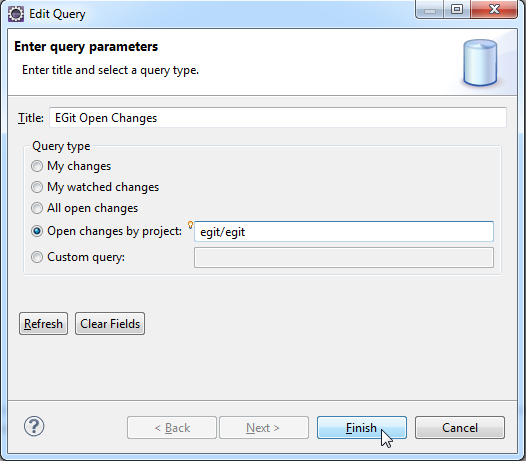 Edit Query
Enter query parameters
Enter title and select a query type.
Title: EGit Open Changes
Query type
My changes
My watched changes
All open changes
Open changes by project: egit/egit
Custom query:
Refresh Clear Fields
? < Back Next > Finish Cancel